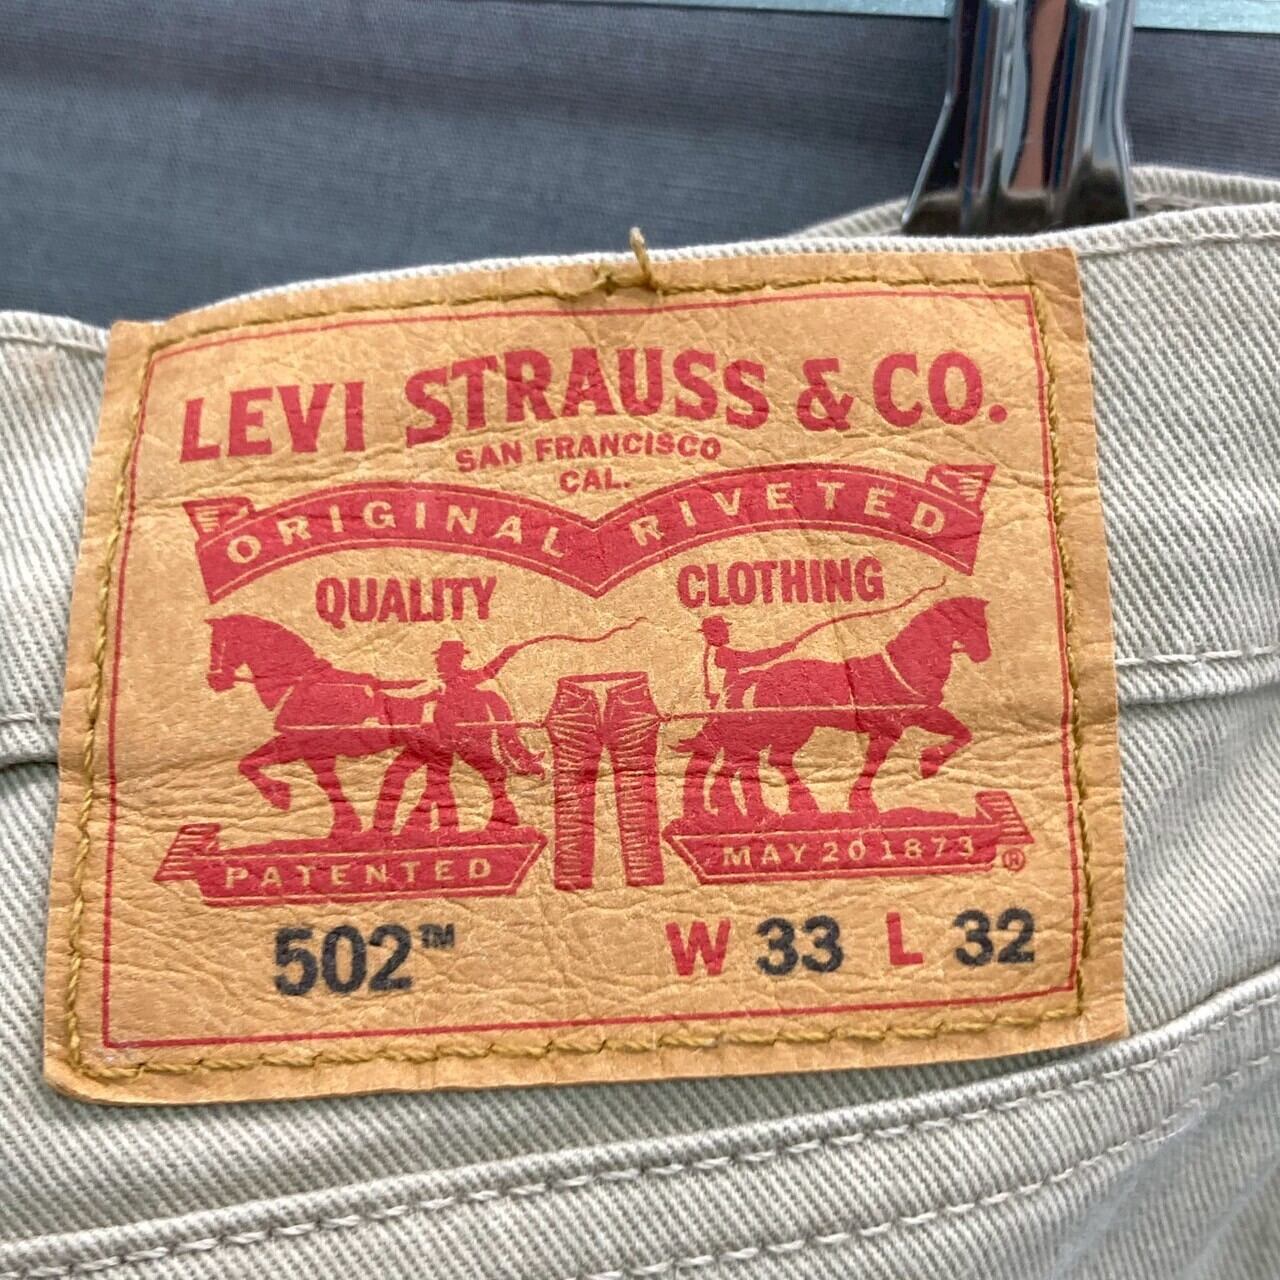 LEVI STRAUSS & CO.
SAN FRANCISCO
CAL.
ORIGINAL RIVETED
QUALITY CLOTHING
PATENTED MAY 20 1873 ®
502™ W 33 L 32